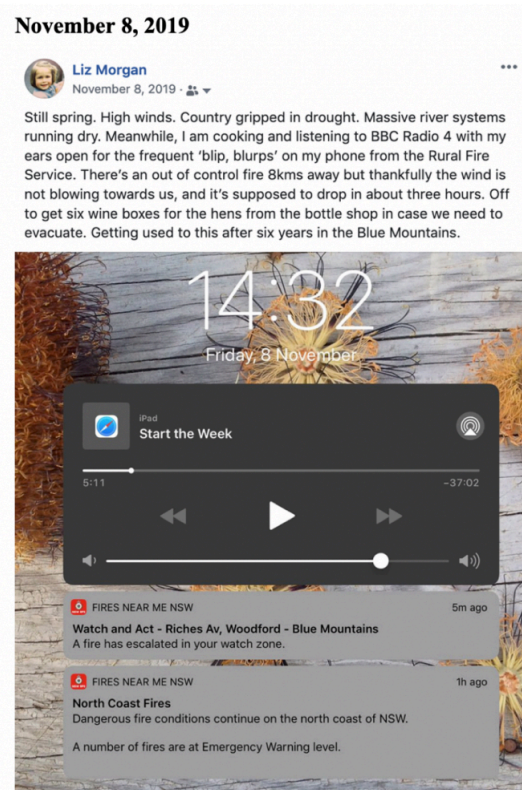 November 8, 2019
Liz Morgan
November 8, 2019 ·
Still spring. High winds. Country gripped in drought. Massive river systems
running dry. Meanwhile, I am cooking and listening to BBC Radio 4 with my
ears open for the frequent ‘blip, blurps’ on my phone from the Rural Fire
Service. There’s an out of control fire 8kms away but thankfully the wind is
not blowing towards us, and it’s supposed to drop in about three hours. Off
to get six wine boxes for the hens from the bottle shop in case we need to
evacuate. Getting used to this after six years in the Blue Mountains.
14:32
Friday, 8 November
iPad
Start the Week
5:11
-37:02
FIRES NEAR ME NSW
5m ago
Watch and Act - Riches Av, Woodford - Blue Mountains
A fire has escalated in your watch zone.
FIRES NEAR ME NSW
1h ago
North Coast Fires
Dangerous fire conditions continue on the north coast of NSW.
A number of fires are at Emergency Warning level.